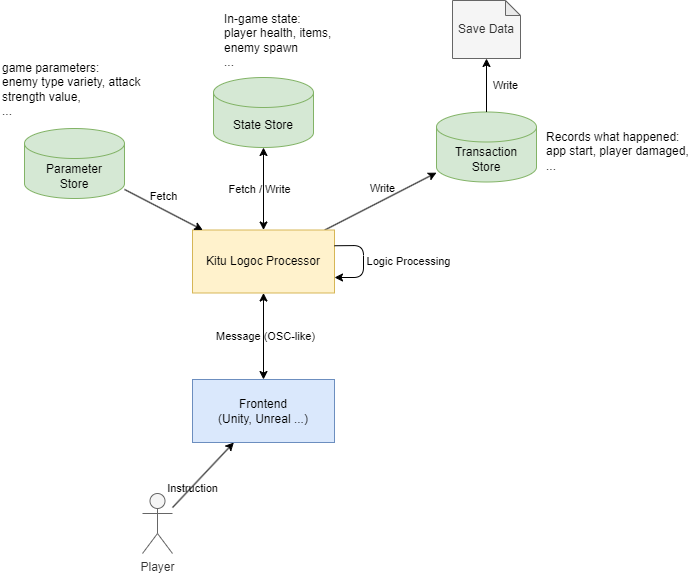 Save Data
In-game state:
player health, items,
enemy spawn
...
game parameters:
enemy type variety, attack
strength value,
...
Write
State Store
Records what happened:
app start, player damaged,
...
Transaction
Store
Parameter
Store
Fetch
Fetch / Write
Write
Kitu Logoc Processor
Logic Processing
Message (OSC-like)
Frontend
(Unity, Unreal ...)
Instruction
Player